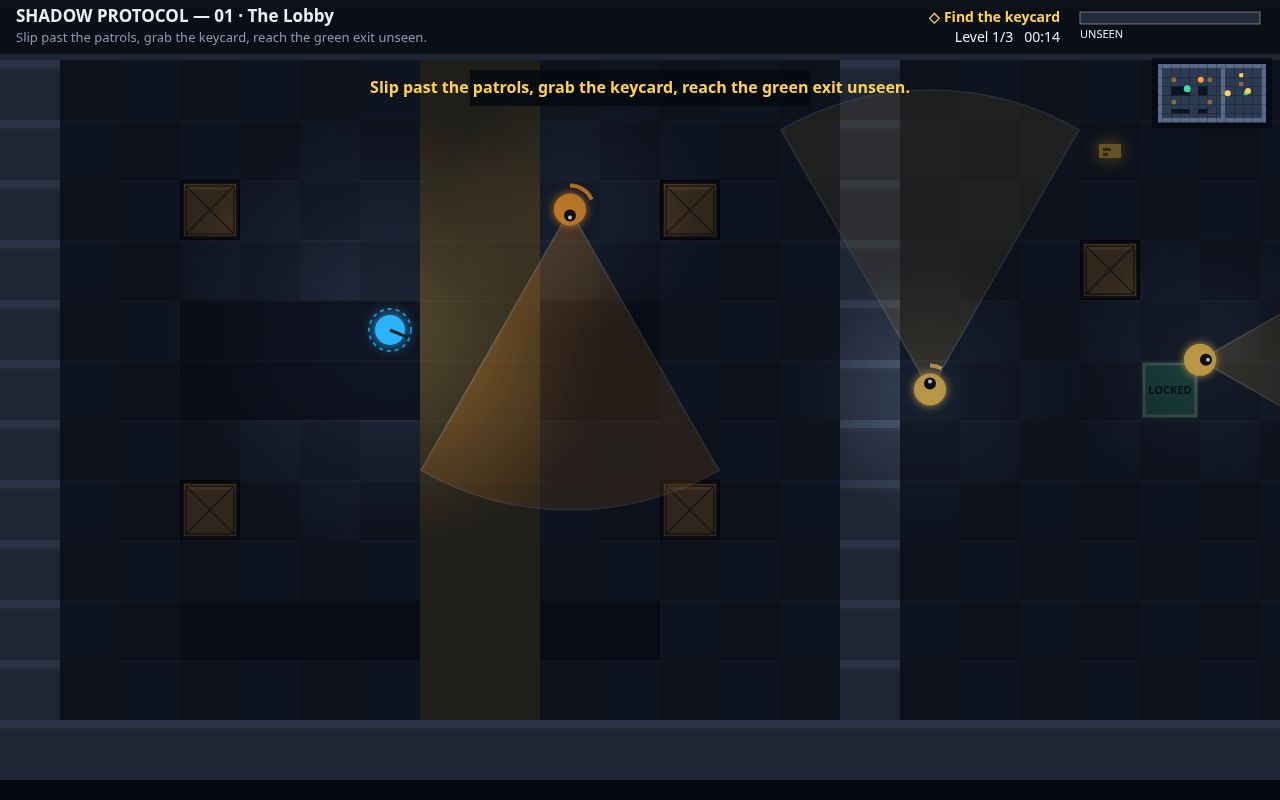 SHADOW PROTOCOL — 01 · The Lobby
Slip past the patrols, grab the keycard, reach the green exit unseen.
◇ Find the keycard
Level 1/3 00:14
UNSEEN
Slip past the patrols, grab the keycard, reach the green exit unseen.
LOCKED